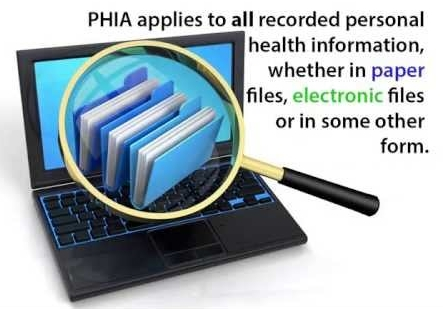 PHIA applies to all recorded personal
health information,
whether in paper
files, electronic files
or in some other
form.